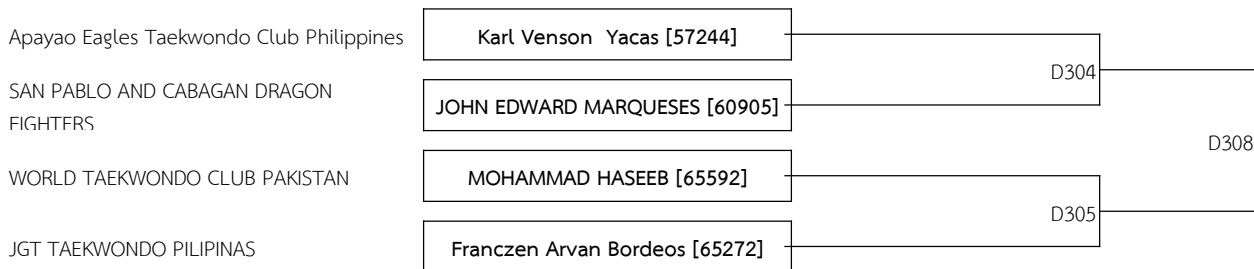 Apayao Eagles Taekwondo Club Philippines
Karl Venson Yacas [57244]
D304
SAN PABLO AND CABAGAN DRAGON
FIGHTERS
JOHN EDWARD MARQUESES [60905]
D308
WORLD TAEKWONDO CLUB PAKISTAN
MOHAMMAD HASEEB [65592]
D305
JGT TAEKWONDO PILIPINAS
Franczen Arvan Bordeos [65272]